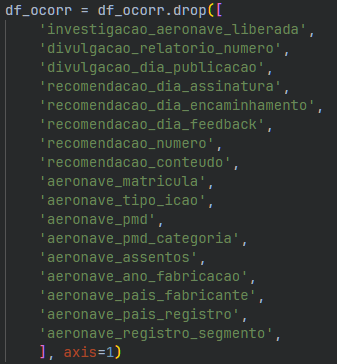 df_ocorr = df_ocorr.drop([
    'investigacao_aeronave_liberada',
    'divulgacao_relatorio_numero',
    'divulgacao_dia_publicacao',
    'recomendacao_dia_assinatura',
    'recomendacao_dia_encaminhamento',
    'recomendacao_dia_feedback',
    'recomendacao_numero',
    'recomendacao_conteudo',
    'aeronave_matricula',
    'aeronave_tipo_icao',
    'aeronave_pmd',
    'aeronave_pmd_categoria',
    'aeronave_assentos',
    'aeronave_ano_fabricacao',
    'aeronave_pais_fabricante',
    'aeronave_pais_registro',
    'aeronave_registro_segmento',
    ], axis=1)